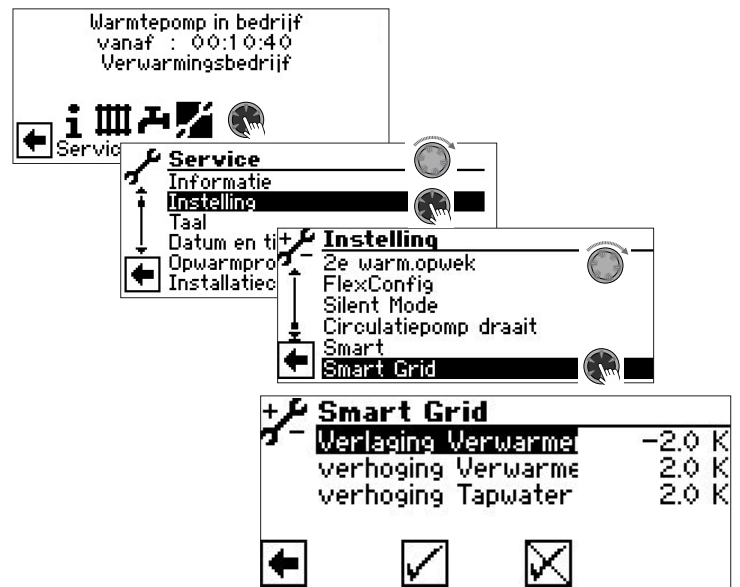 Warmtepomp in bedrijf
vanaf : 00:10:40
Verwarmingsbedrijf
Servic
Service
Informatie
Instelling
Taal
Datum en ti
Opwarmpro
Installatiec
Instelling
2e warm.opwek
FlexConfig
Silent Mode
Circulatiepomp draait
Smart
Smart Grid
Smart Grid
Verlaging Verwarmer -2.0 K
verhoging Verwarme 2.0 K
verhoging Tapwater 2.0 K